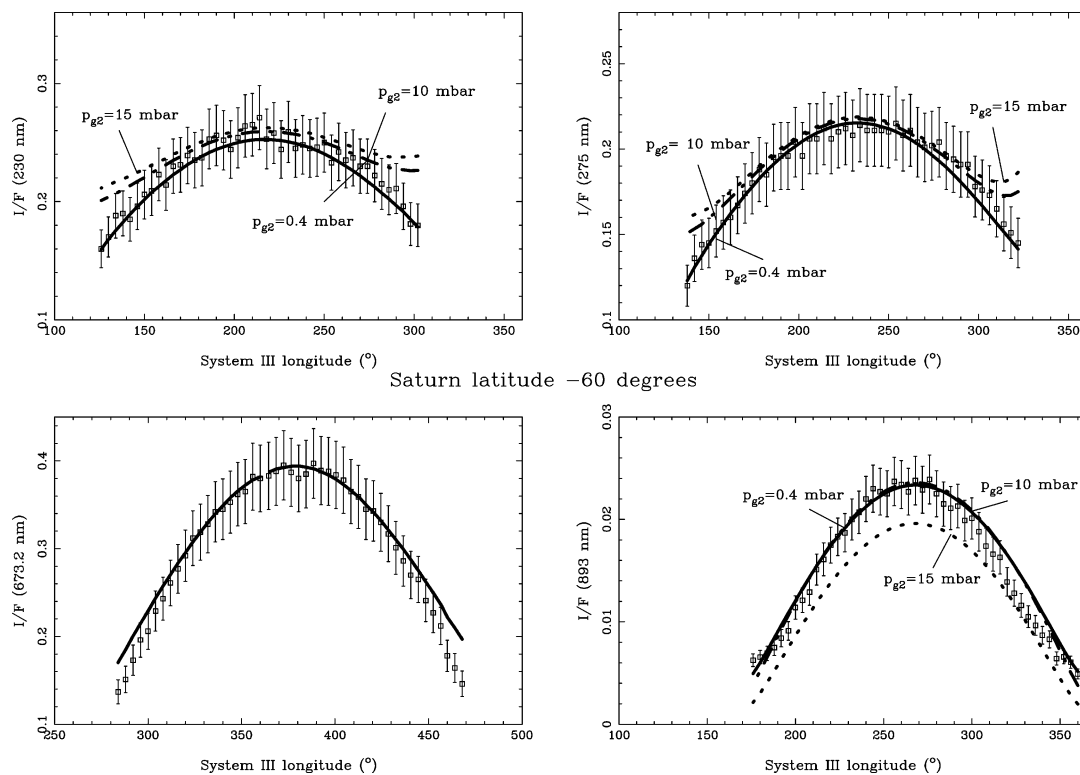 0.3
0.2
0.1
I/F (230 nm)
p_g2=15 mbar
p_g2=10 mbar
p_g2=0.4 mbar
100 150 200 250 300 350
System III longitude (°)
0.25
0.2
0.15
0.1
I/F (275 nm)
p_g2= 10 mbar
p_g2=15 mbar
p_g2=0.4 mbar
100 150 200 250 300 350
System III longitude (°)
Saturn latitude −60 degrees
0.4
0.3
0.2
0.1
I/F (673.2 nm)
250 300 350 400 450 500
System III longitude (°)
0.03
0.02
0.01
0
I/F (893 nm)
p_g2=0.4 mbar
p_g2=10 mbar
p_g2=15 mbar
100 150 200 250 300 350
System III longitude (°)